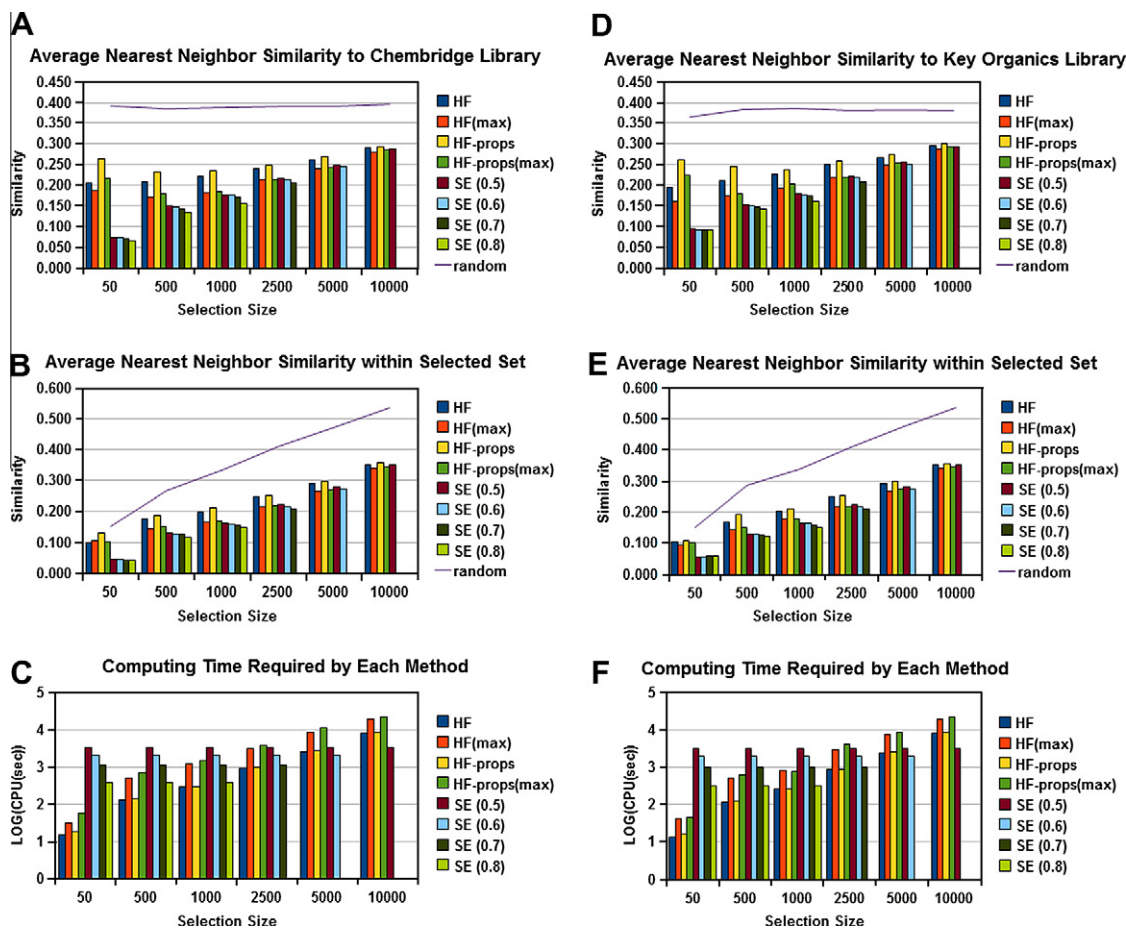 A
Average Nearest Neighbor Similarity to Chembridge Library
Similarity
0.450
0.400
0.350
0.300
0.250
0.200
0.150
0.100
0.050
0.000
50 500 1000 2500 5000 10000
Selection Size
HF
HF(max)
HF-props
HF-props(max)
SE (0.5)
SE (0.6)
SE (0.7)
SE (0.8)
random
B
Average Nearest Neighbor Similarity within Selected Set
Similarity
0.600
0.500
0.400
0.300
0.200
0.100
0.000
50 500 1000 2500 5000 10000
Selection Size
HF
HF(max)
HF-props
HF-props(max)
SE (0.5)
SE (0.6)
SE (0.7)
SE (0.8)
random
C
Computing Time Required by Each Method
LOG(CPU(sec))
5
4
3
2
1
0
50 500 1000 2500 5000 10000
Selection Size
HF
HF(max)
HF-props
HF-props(max)
SE (0.5)
SE (0.6)
SE (0.7)
SE (0.8)
D
Average Nearest Neighbor Similarity to Key Organics Library
Similarity
0.450
0.400
0.350
0.300
0.250
0.200
0.150
0.100
0.050
0.000
50 500 1000 2500 5000 10000
Selection Size
HF
HF(max)
HF-props
HF-props(max)
SE (0.5)
SE (0.6)
SE (0.7)
SE (0.8)
random
E
Average Nearest Neighbor Similarity within Selected Set
Similarity
0.600
0.500
0.400
0.300
0.200
0.100
0.000
50 500 1000 2500 5000 10000
Selection Size
HF
HF(max)
HF-props
HF-props(max)
SE (0.5)
SE (0.6)
SE (0.7)
SE (0.8)
random
F
Computing Time Required by Each Method
LOG(CPU(sec))
5
4
3
2
1
0
50 500 1000 2500 5000 10000
Selection Size
HF
HF(max)
HF-props
HF-props(max)
SE (0.5)
SE (0.6)
SE (0.7)
SE (0.8)